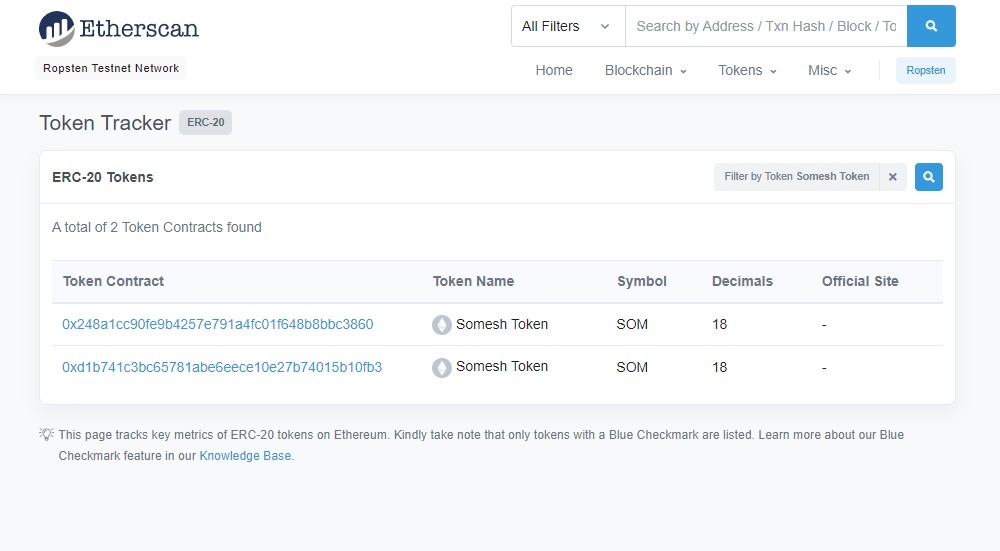 Etherscan
All Filters
Search by Address / Txn Hash / Block / To
Ropsten Testnet Network
Home Blockchain Tokens Misc Ropsten
Token Tracker ERC-20
ERC-20 Tokens
Filter by Token Somesh Token ×
A total of 2 Token Contracts found
Token Contract Token Name Symbol Decimals Official Site
0x248a1cc90fe9b4257e791a4fc01f648b8bbc3860 Somesh Token SOM 18 -
0xd1b741c3bc65781abe6eece10e27b74015b10fb3 Somesh Token SOM 18 -
This page tracks key metrics of ERC-20 tokens on Ethereum. Kindly take note that only tokens with a Blue Checkmark are listed. Learn more about our Blue
Checkmark feature in our Knowledge Base.